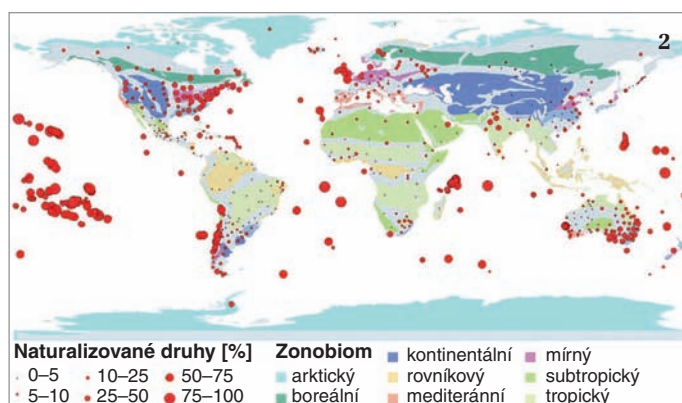 2
Naturalizované druhy [%]
0–5
10–25
50–75
5–10
25–50
75–100
Zonobiom
arktický
boreální
kontinentální
rovníkový
mediteránní
mírný
subtropický
tropický